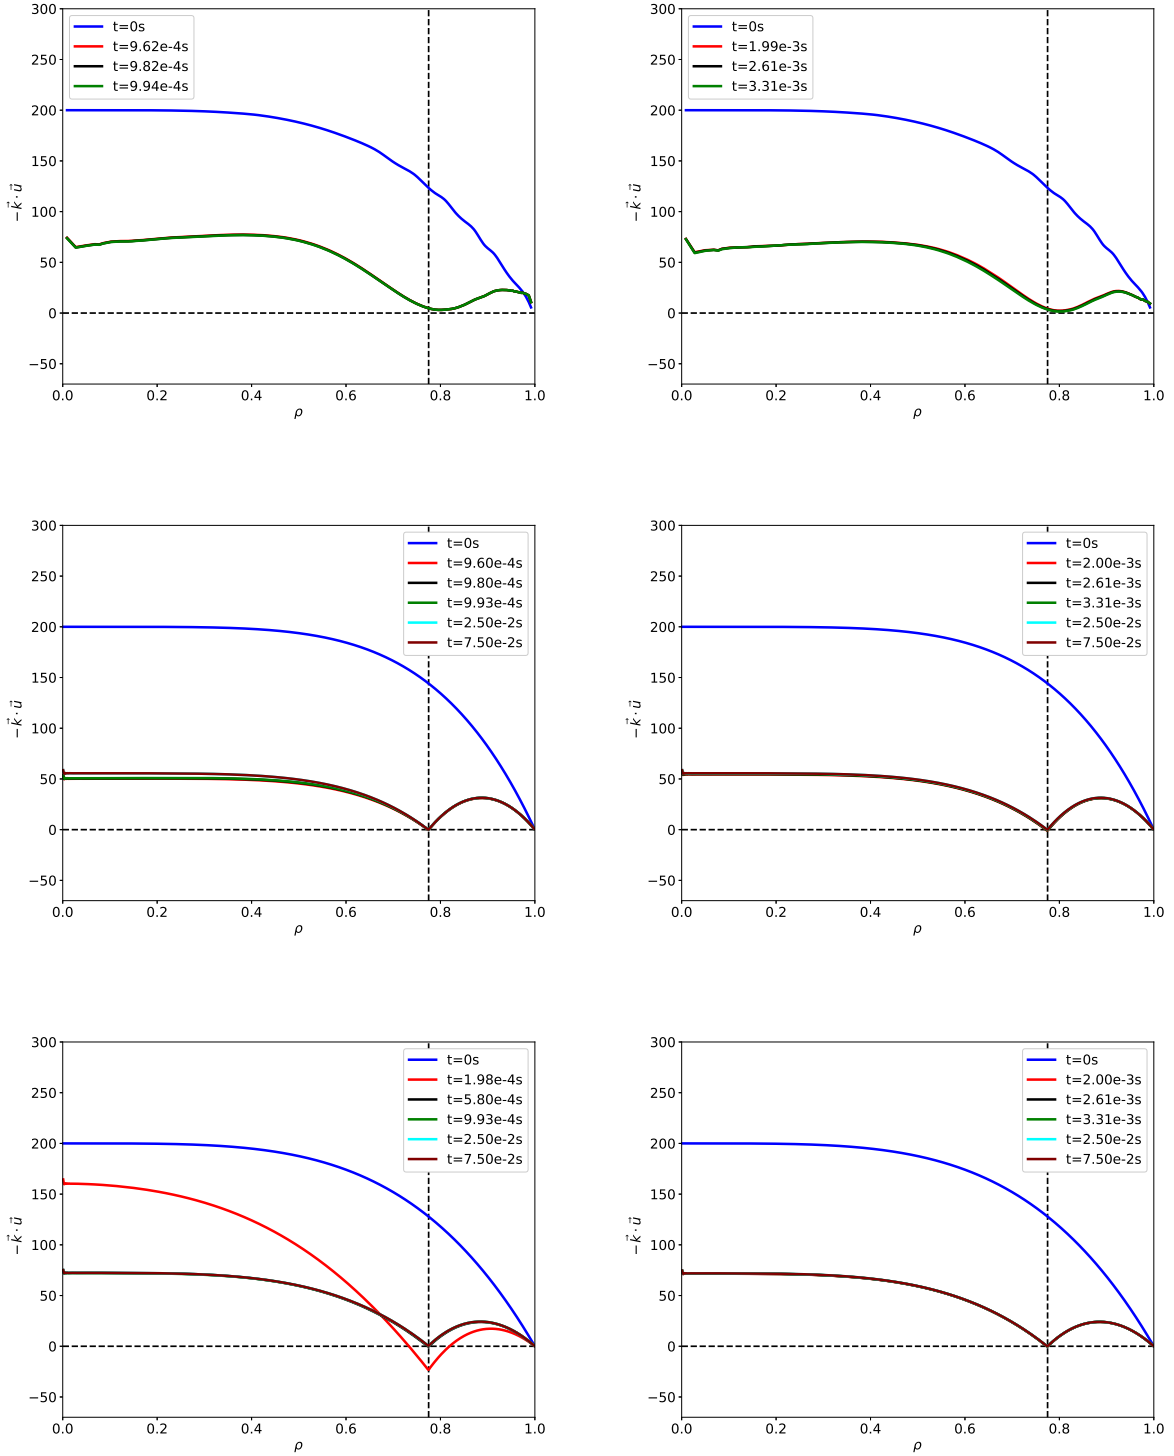 300
250
200
150
100
50
0
−50
0.0 0.2 0.4 0.6 0.8 1.0
ρ
−k⃗ · u⃗
t=0s
t=9.62e-4s
t=9.82e-4s
t=9.94e-4s
300
250
200
150
100
50
0
−50
0.0 0.2 0.4 0.6 0.8 1.0
ρ
−k⃗ · u⃗
t=0s
t=1.99e-3s
t=2.61e-3s
t=3.31e-3s
300
250
200
150
100
50
0
−50
0.0 0.2 0.4 0.6 0.8 1.0
ρ
−k⃗ · u⃗
t=0s
t=9.60e-4s
t=9.80e-4s
t=9.93e-4s
t=2.50e-2s
t=7.50e-2s
300
250
200
150
100
50
0
−50
0.0 0.2 0.4 0.6 0.8 1.0
ρ
−k⃗ · u⃗
t=0s
t=2.00e-3s
t=2.61e-3s
t=3.31e-3s
t=2.50e-2s
t=7.50e-2s
300
250
200
150
100
50
0
−50
0.0 0.2 0.4 0.6 0.8 1.0
ρ
−k⃗ · u⃗
t=0s
t=1.98e-4s
t=5.80e-4s
t=9.93e-4s
t=2.50e-2s
t=7.50e-2s
300
250
200
150
100
50
0
−50
0.0 0.2 0.4 0.6 0.8 1.0
ρ
−k⃗ · u⃗
t=0s
t=2.00e-3s
t=2.61e-3s
t=3.31e-3s
t=2.50e-2s
t=7.50e-2s